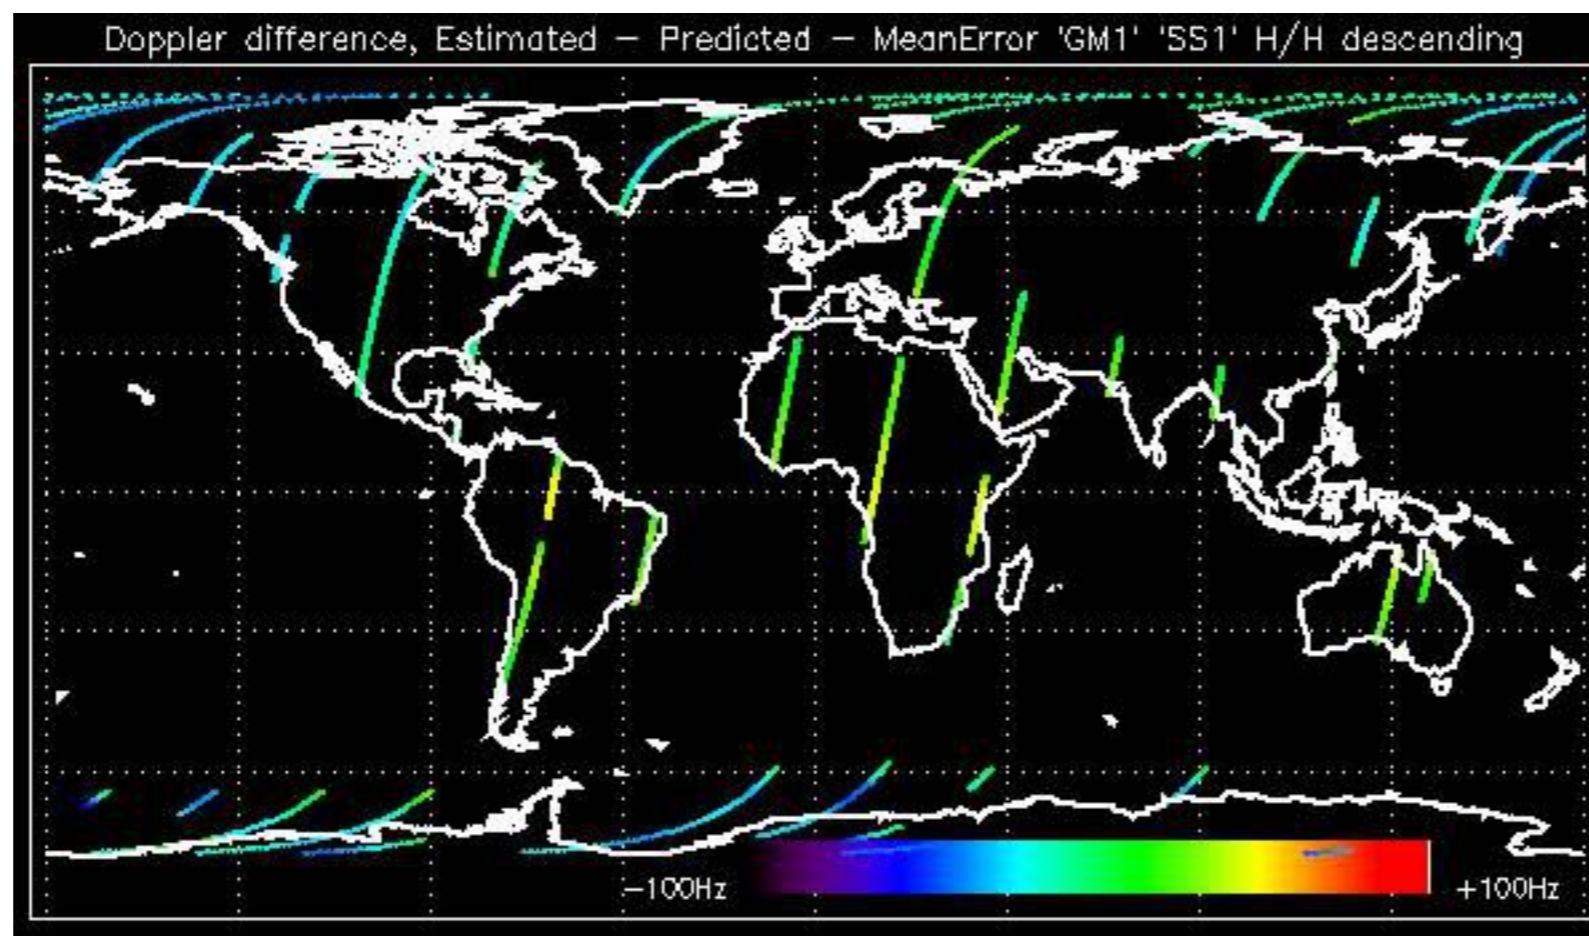 Doppler difference, Estimated — Predicted — MeanError 'GM1' 'SS1' H/H descending
−100Hz
+100Hz